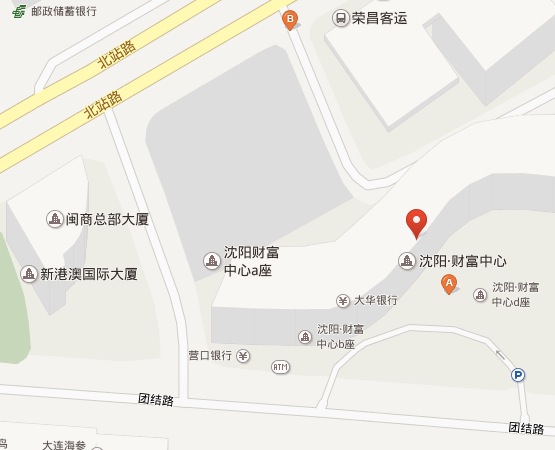 邮政储蓄银行
B
荣昌客运
北站路
北站路
闽商总部大厦
新港澳国际大厦
沈阳财富
中心a座
沈阳·财富中心
A
沈阳·财富
中心d座
大华银行
沈阳·财富
中心b座
营口银行
ATM
P
团结路
团结路
鸟
大连海参